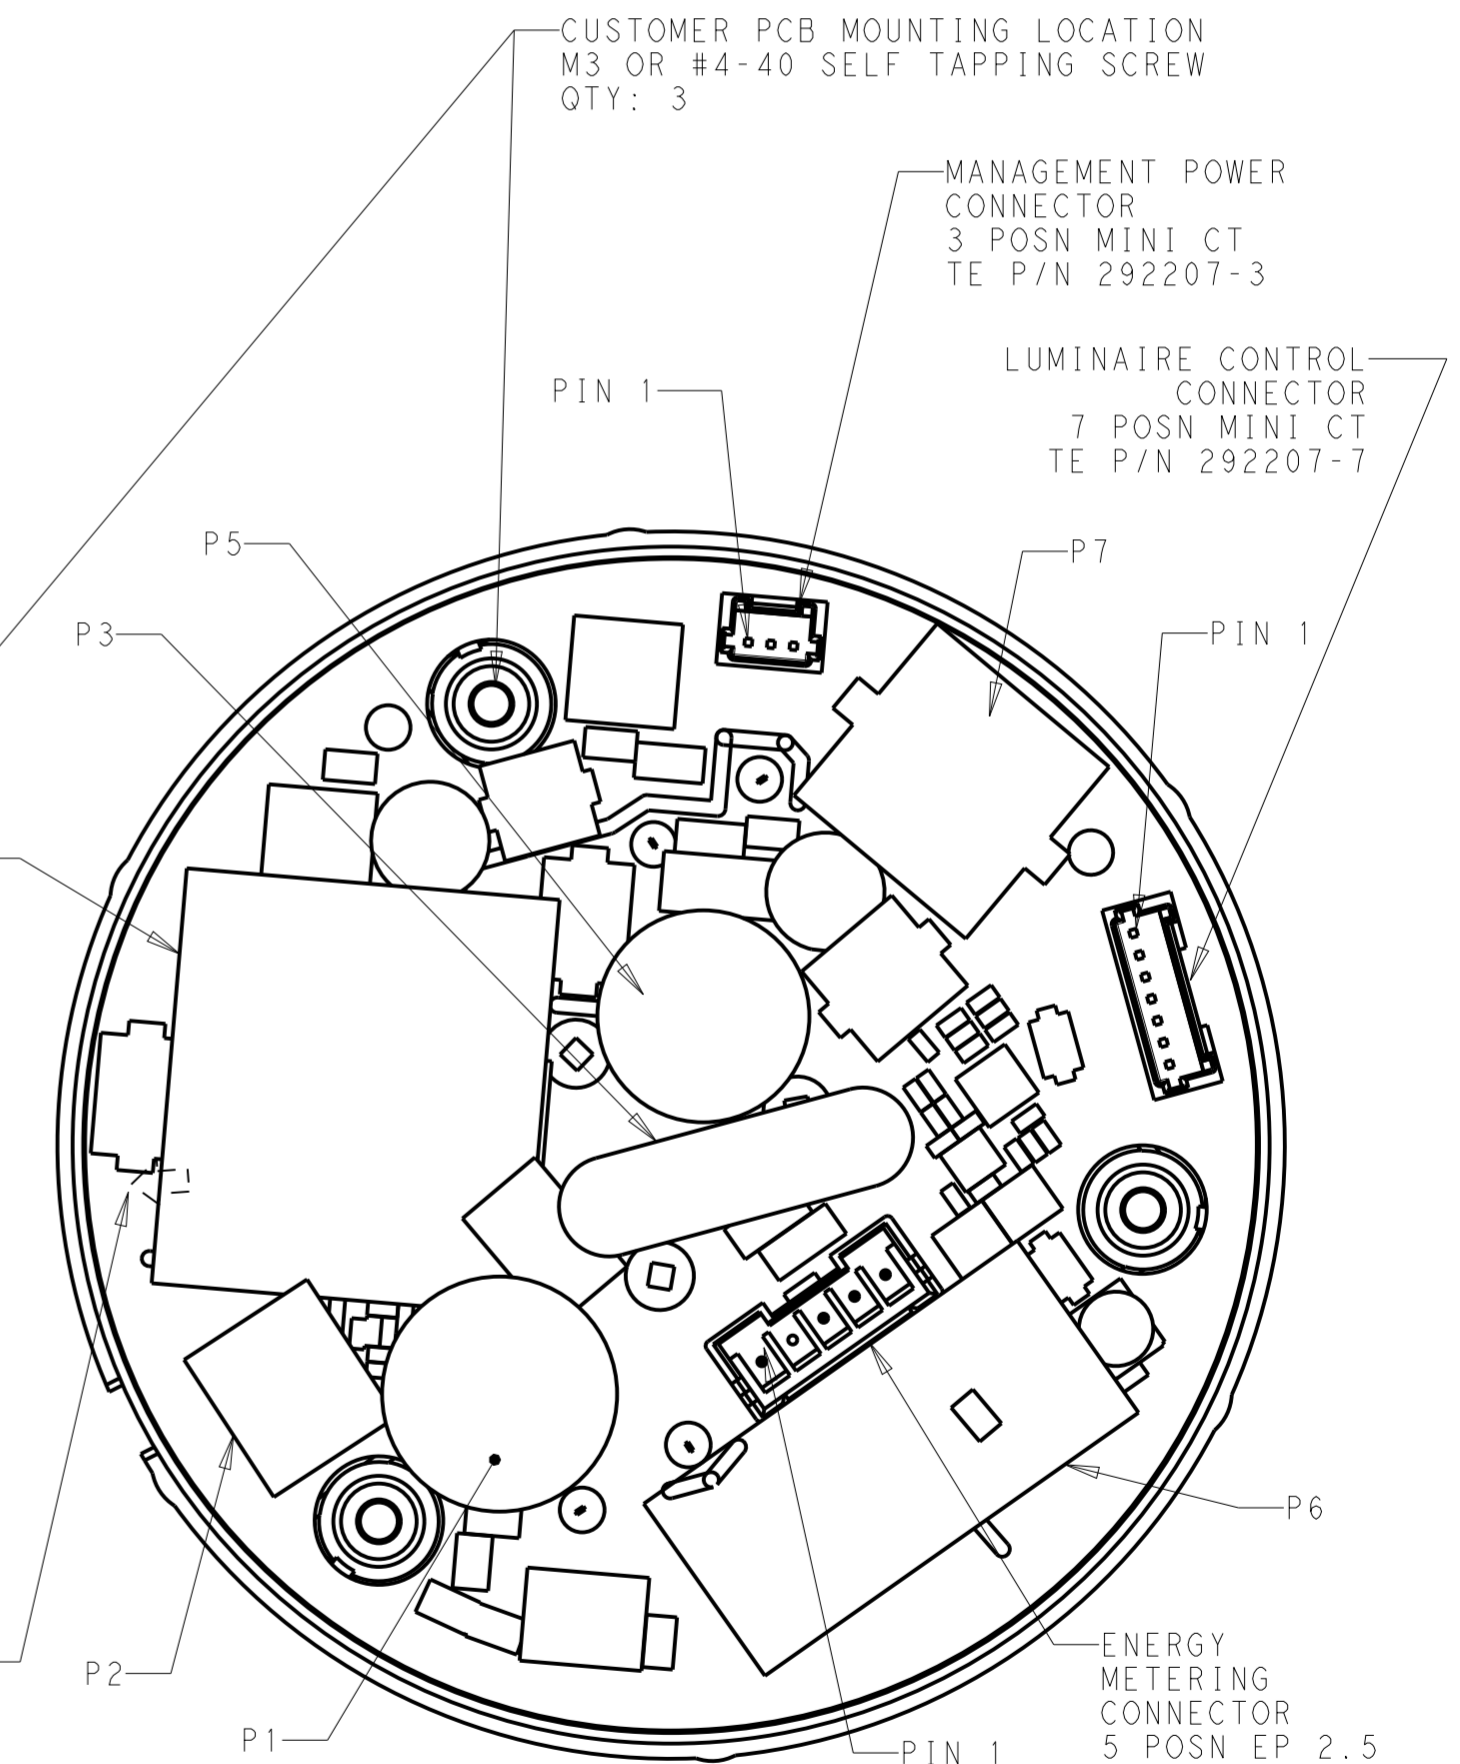 CUSTOMER PCB MOUNTING LOCATION
M3 OR #4-40 SELF TAPPING SCREW
QTY: 3
MANAGEMENT POWER
CONNECTOR
3 POSN MINI CT
TE P/N 292207-3
LUMINAIRE CONTROL
CONNECTOR
7 POSN MINI CT
TE P/N 292207-7
PIN 1
P5
P7
P3
PIN 1
P6
P2
P1
ENERGY
METERING
CONNECTOR
5 POSN EP 2.5
PIN 1